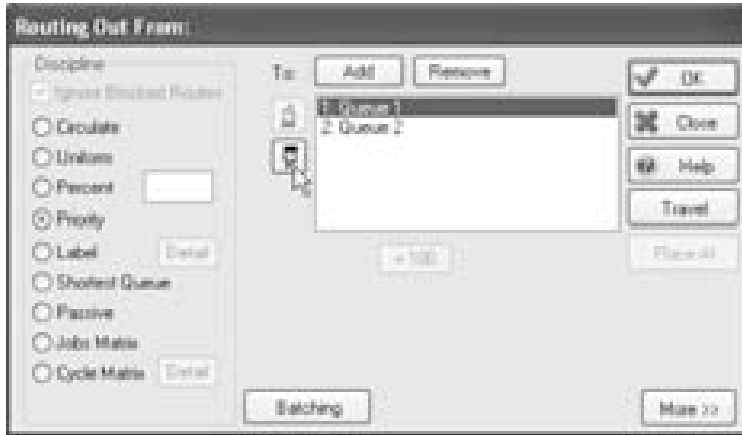 Routing Out From:
Discipline
Ignore Blocked Routes
Circulate
Uniform
Percent
Priority
Label Detail
Shortest Queue
Passive
Jobs Matrix
Cycle Matrix Detail
To: Add Remove
1: Queue 1
2: Queue 2
= 100
Batching
OK
Close
Help
Travel
More >>